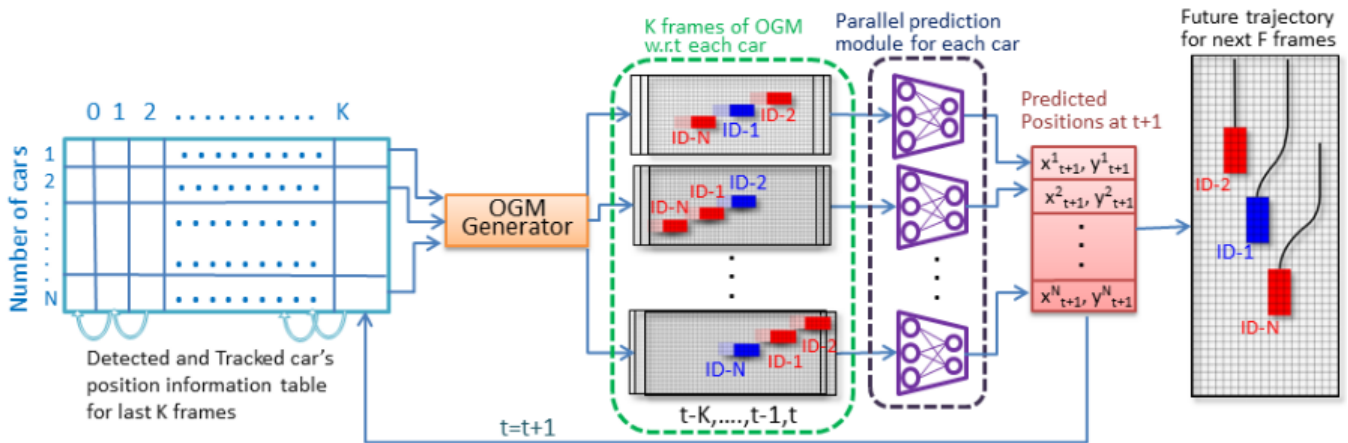 K frames of OGM
w.r.t each car
Parallel prediction
module for each car
Future trajectory
for next F frames
0 1 2 . . . . . . . . . . K
Number of cars
1
2
N
OGM
Generator
ID-N
ID-1
ID-2
ID-N
ID-1
ID-2
ID-N
ID-1
ID-2
t-K,....,t-1,t
Predicted
Positions at t+1
x¹ₜ₊₁, y¹ₜ₊₁
x²ₜ₊₁, y²ₜ₊₁
xᴺₜ₊₁, yᴺₜ₊₁
ID-2
ID-1
ID-N
Detected and Tracked car's
position information table
for last K frames
t=t+1